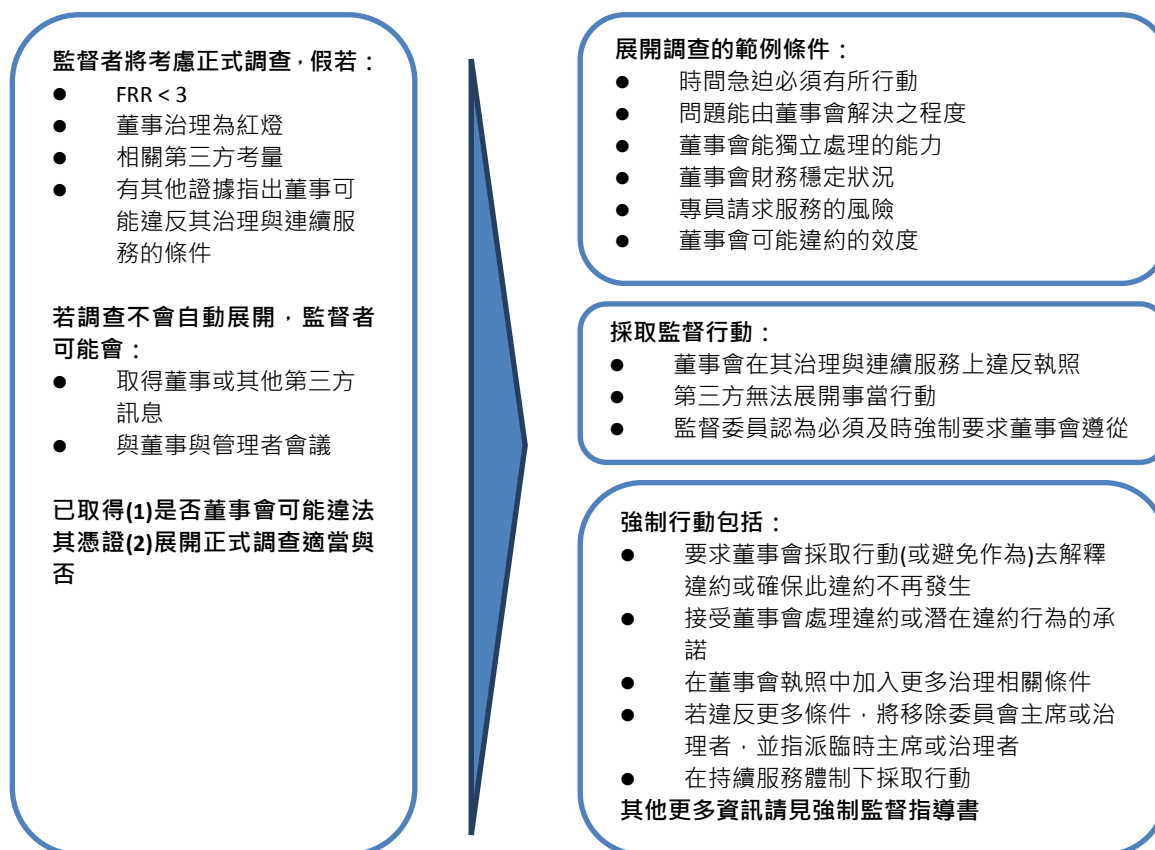 監督者將考慮正式調查，假若：
● FRR < 3
● 董事治理為紅燈
● 相關第三方考量
● 有其他證據指出董事可
能違反其治理與連續服
務的條件
若調查不會自動展開，監督者
可能會：
● 取得董事或其他第三方
訊息
● 與董事與管理者會議
已取得(1)是否董事會可能違法
其憑證(2)展開正式調查適當與
否
展開調查的範例條件：
● 時間急迫必須有所行動
● 問題能由董事會解決之程度
● 董事會能獨立處理的能力
● 董事會財務穩定狀況
● 專員請求服務的風險
● 董事會可能違約的效度
採取監督行動：
● 董事會在其治理與連續服務上違反執照
● 第三方無法展開事當行動
● 監督委員認為必須及時強制要求董事會遵從
強制行動包括：
● 要求董事會採取行動(或避免作為)去解釋
違約或確保此違約不再發生
● 接受董事會處理違約或潛在違約行為的承
諾
● 在董事會執照中加入更多治理相關條件
● 若違反更多條件，將移除委員會主席或治
理者，並指派臨時主席或治理者
● 在持續服務體制下採取行動
其他更多資訊請見強制監督指導書